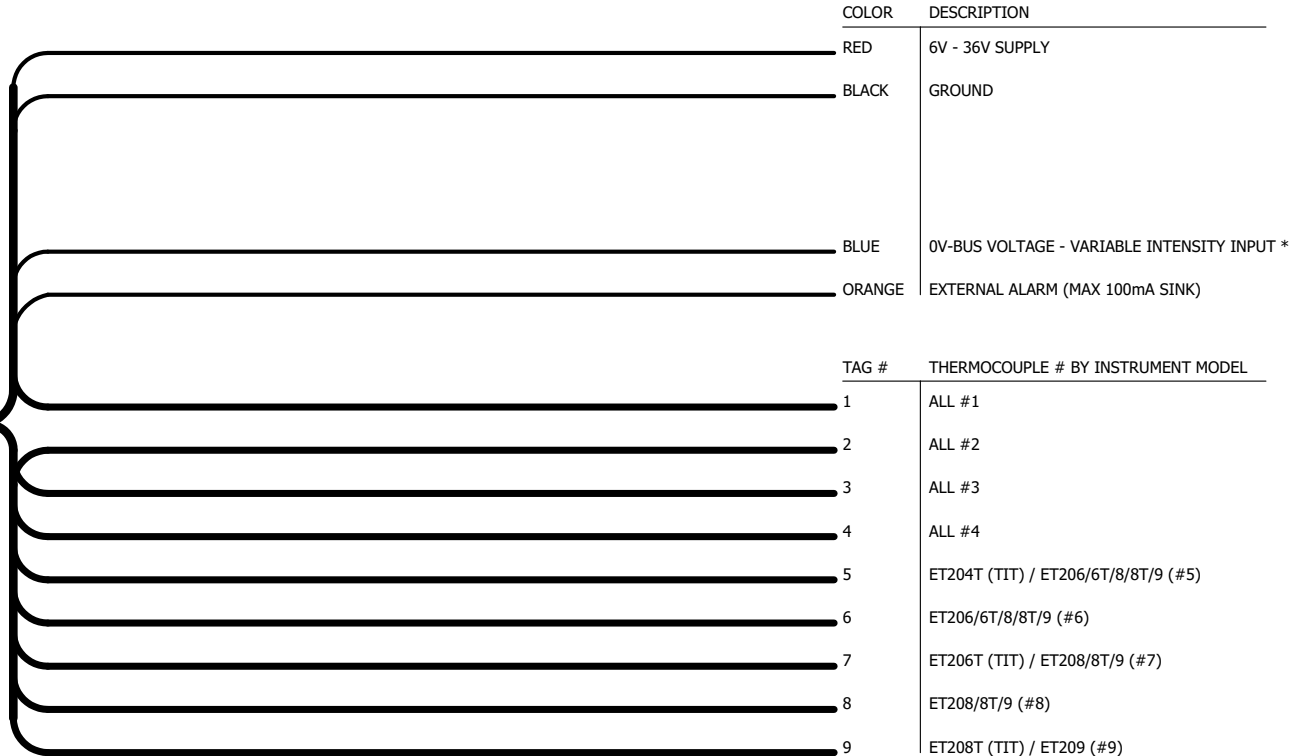 COLOR DESCRIPTION
RED 6V - 36V SUPPLY
BLACK GROUND
BLUE 0V-BUS VOLTAGE - VARIABLE INTENSITY INPUT *
ORANGE EXTERNAL ALARM (MAX 100mA SINK)
TAG # THERMOCOUPLE # BY INSTRUMENT MODEL
1 ALL #1
2 ALL #2
3 ALL #3
4 ALL #4
5 ET204T (TIT) / ET206/6T/8/8T/9 (#5)
6 ET206/6T/8/8T/9 (#6)
7 ET206T (TIT) / ET208/8T/9 (#7)
8 ET208/8T/9 (#8)
9 ET208T (TIT) / ET209 (#9)